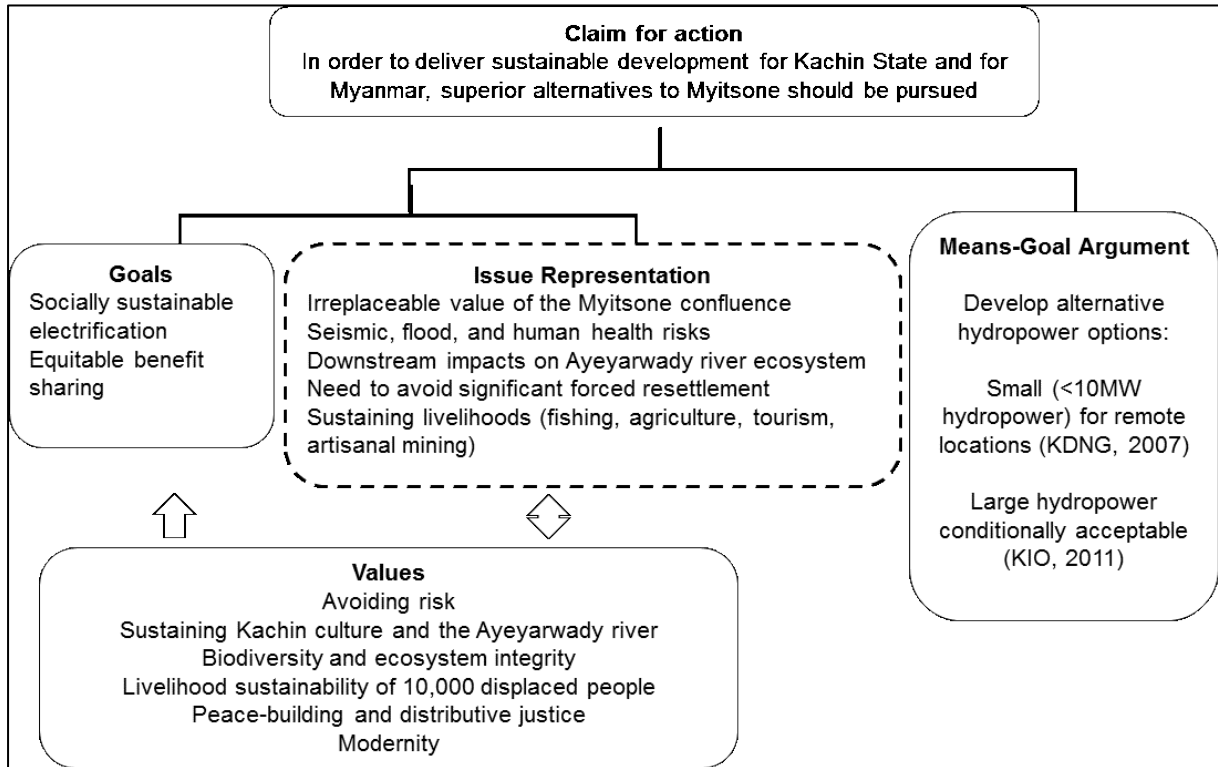 Claim for action
In order to deliver sustainable development for Kachin State and for
Myanmar, superior alternatives to Myitsone should be pursued
Goals
Socially sustainable
electrification
Equitable benefit
sharing
Issue Representation
Irreplaceable value of the Myitsone confluence
Seismic, flood, and human health risks
Downstream impacts on Ayeyarwady river ecosystem
Need to avoid significant forced resettlement
Sustaining livelihoods (fishing, agriculture, tourism,
artisanal mining)
Means-Goal Argument
Develop alternative
hydropower options:
Small (<10MW
hydropower) for remote
locations (KDNG, 2007)
Large hydropower
conditionally acceptable
(KIO, 2011)
Values
Avoiding risk
Sustaining Kachin culture and the Ayeyarwady river
Biodiversity and ecosystem integrity
Livelihood sustainability of 10,000 displaced people
Peace-building and distributive justice
Modernity